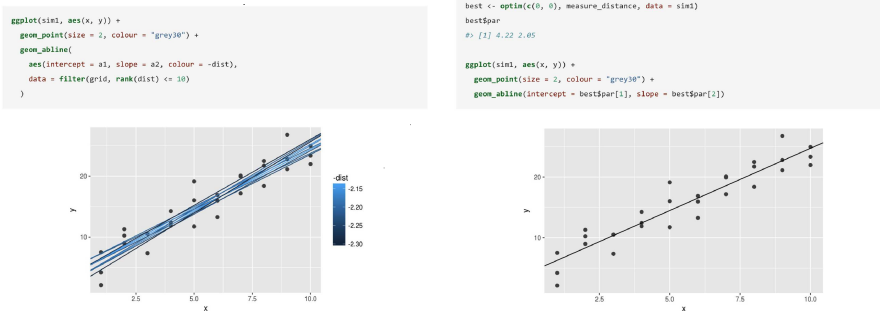 ggplot(sim1, aes(x, y)) +
geom_point(size = 2, colour = "grey30") +
geom_abline(
aes(intercept = a1, slope = a2, colour = -dist),
data = filter(grid, rank(dist) <= 10)
)
20
10
y
2.5 5.0 7.5 10.0
x
-dist
-2.15
-2.20
-2.25
-2.30
best <- optim(c(0, 0), measure_distance, data = sim1)
best$par
#> [1] 4.22 2.05
ggplot(sim1, aes(x, y)) +
geom_point(size = 2, colour = "grey30") +
geom_abline(intercept = best$par[1], slope = best$par[2])
20
10
y
2.5 5.0 7.5 10.0
x